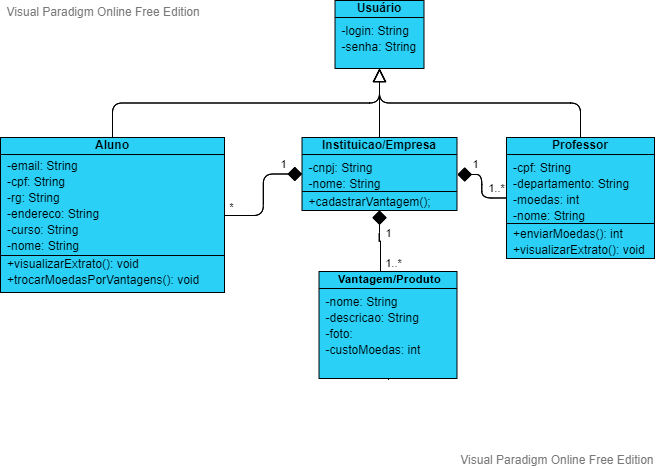 Visual Paradigm Online Free Edition
Usuário
-login: String
-senha: String
Aluno
-email: String
-cpf: String
-rg: String
-endereco: String
-curso: String
-nome: String
+visualizarExtrato(): void
+trocarMoedasPorVantagens(): void
1
*
Instituicao/Empresa
-cnpj: String
-nome: String
+cadastrarVantagem();
1
1..*
Professor
-cpf: String
-departamento: String
-moedas: int
-nome: String
+enviarMoedas(): int
+visualizarExtrato(): void
1
1..*
Vantagem/Produto
-nome: String
-descricao: String
-foto:
-custoMoedas: int
Visual Paradigm Online Free Edition